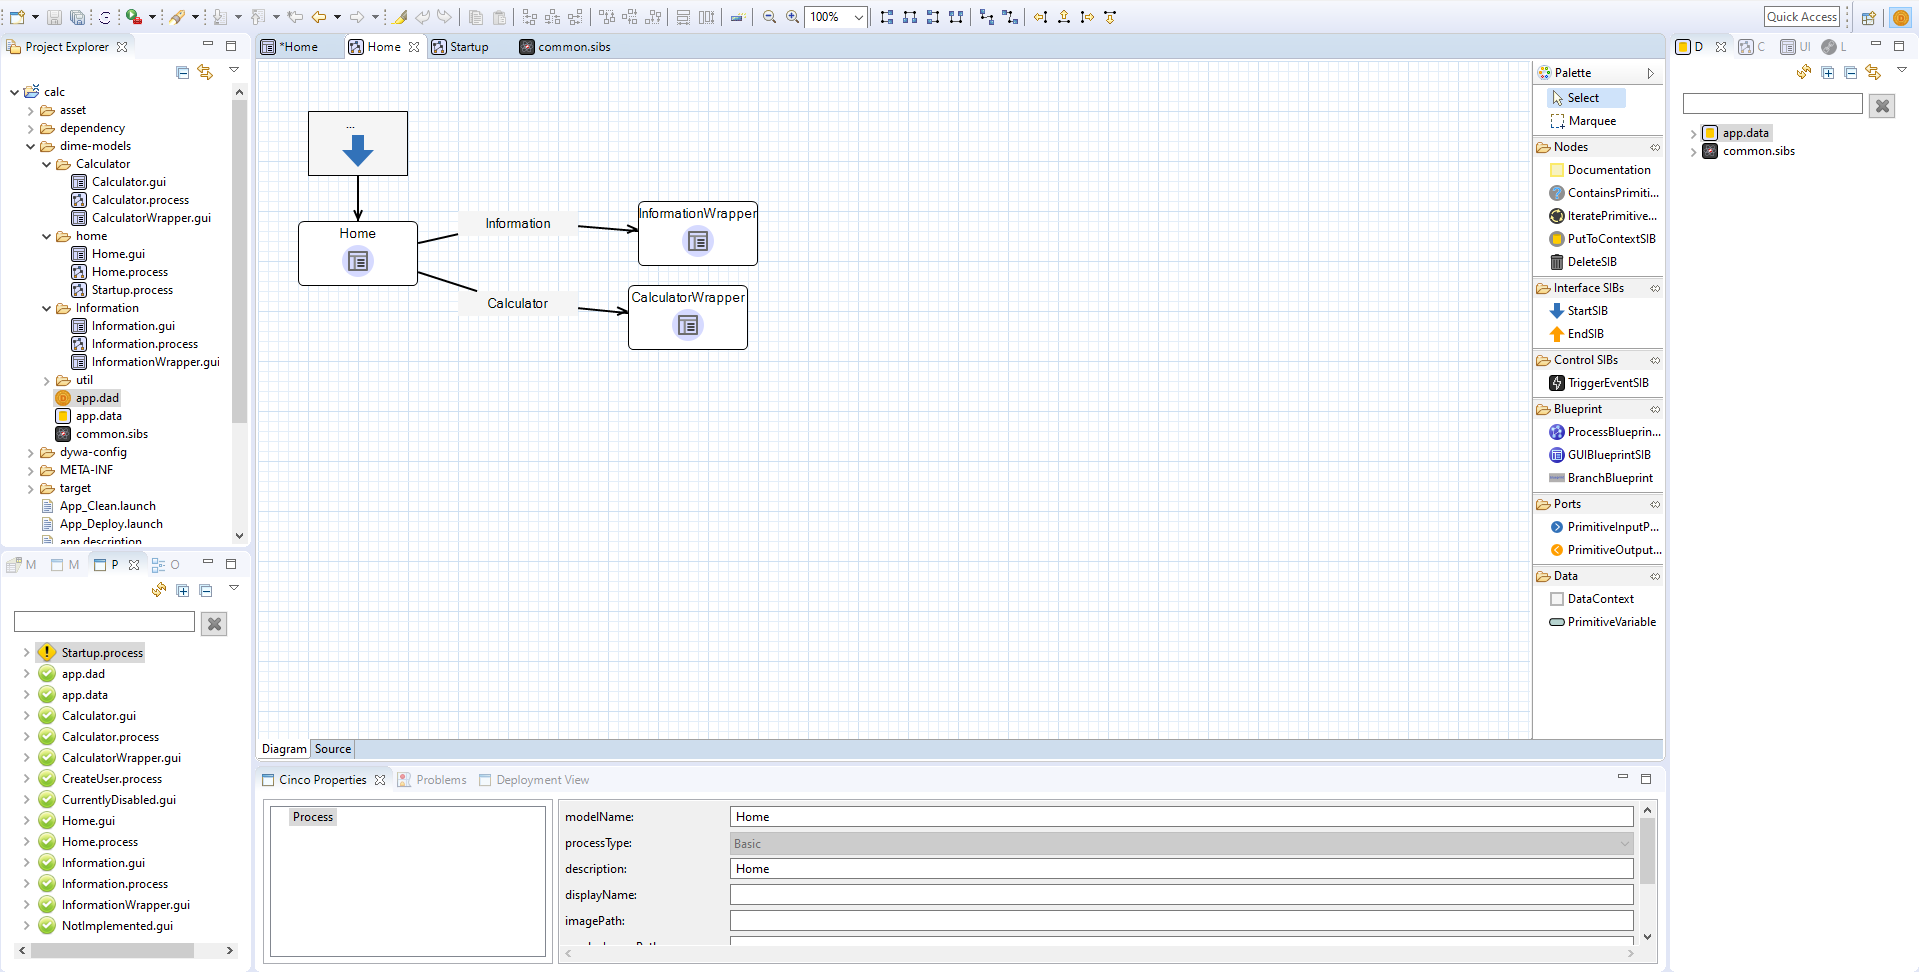 100%
Quick Access
Project Explorer
calc
asset
dependency
dime-models
Calculator
Calculator.gui
Calculator.process
CalculatorWrapper.gui
home
Home.gui
Home.process
Startup.process
Information
Information.gui
Information.process
InformationWrapper.gui
util
app.dad
app.data
common.sibs
dywa-config
META-INF
target
App_Clean.launch
App_Deploy.launch
app.description
M
M
P
O
Startup.process
app.dad
app.data
Calculator.gui
Calculator.process
CalculatorWrapper.gui
CreateUser.process
CurrentlyDisabled.gui
Home.gui
Home.process
Information.gui
Information.process
InformationWrapper.gui
NotImplemented.gui
*Home
Home
Startup
common.sibs
...
Home
Information
InformationWrapper
Calculator
CalculatorWrapper
Diagram
Source
Palette
Select
Marquee
Nodes
Documentation
ContainsPrimiti...
IteratePrimitive...
PutToContextSIB
DeleteSIB
Interface SIBs
StartSIB
EndSIB
Control SIBs
TriggerEventSIB
Blueprint
ProcessBlueprin...
GUIBlueprintSIB
BranchBlueprint
Ports
PrimitiveInputP...
PrimitiveOutput...
Data
DataContext
PrimitiveVariable
Cinco Properties
Problems
Deployment View
Process
modelName:
Home
processType:
Basic
description:
Home
displayName:
imagePath:
D
C
UI
L
app.data
common.sibs